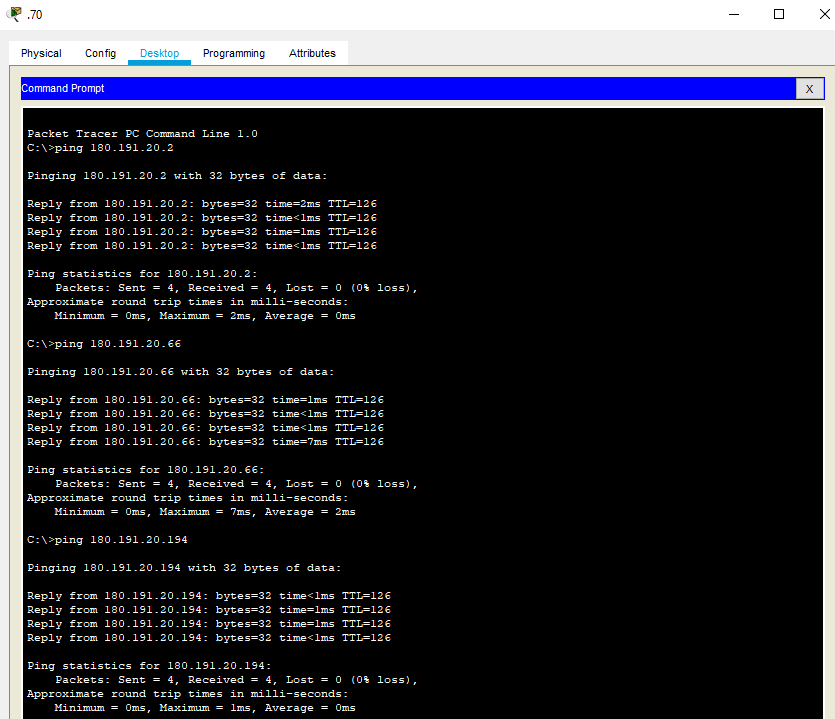 .70
Physical Config Desktop Programming Attributes
Command Prompt X
Packet Tracer PC Command Line 1.0
C:\>ping 180.191.20.2
Pinging 180.191.20.2 with 32 bytes of data:
Reply from 180.191.20.2: bytes=32 time=2ms TTL=126
Reply from 180.191.20.2: bytes=32 time<1ms TTL=126
Reply from 180.191.20.2: bytes=32 time=1ms TTL=126
Reply from 180.191.20.2: bytes=32 time<1ms TTL=126
Ping statistics for 180.191.20.2:
    Packets: Sent = 4, Received = 4, Lost = 0 (0% loss),
Approximate round trip times in milli-seconds:
    Minimum = 0ms, Maximum = 2ms, Average = 0ms
C:\>ping 180.191.20.66
Pinging 180.191.20.66 with 32 bytes of data:
Reply from 180.191.20.66: bytes=32 time=1ms TTL=126
Reply from 180.191.20.66: bytes=32 time<1ms TTL=126
Reply from 180.191.20.66: bytes=32 time<1ms TTL=126
Reply from 180.191.20.66: bytes=32 time=7ms TTL=126
Ping statistics for 180.191.20.66:
    Packets: Sent = 4, Received = 4, Lost = 0 (0% loss),
Approximate round trip times in milli-seconds:
    Minimum = 0ms, Maximum = 7ms, Average = 2ms
C:\>ping 180.191.20.194
Pinging 180.191.20.194 with 32 bytes of data:
Reply from 180.191.20.194: bytes=32 time<1ms TTL=126
Reply from 180.191.20.194: bytes=32 time=1ms TTL=126
Reply from 180.191.20.194: bytes=32 time=1ms TTL=126
Reply from 180.191.20.194: bytes=32 time<1ms TTL=126
Ping statistics for 180.191.20.194:
    Packets: Sent = 4, Received = 4, Lost = 0 (0% loss),
Approximate round trip times in milli-seconds:
    Minimum = 0ms, Maximum = 1ms, Average = 0ms